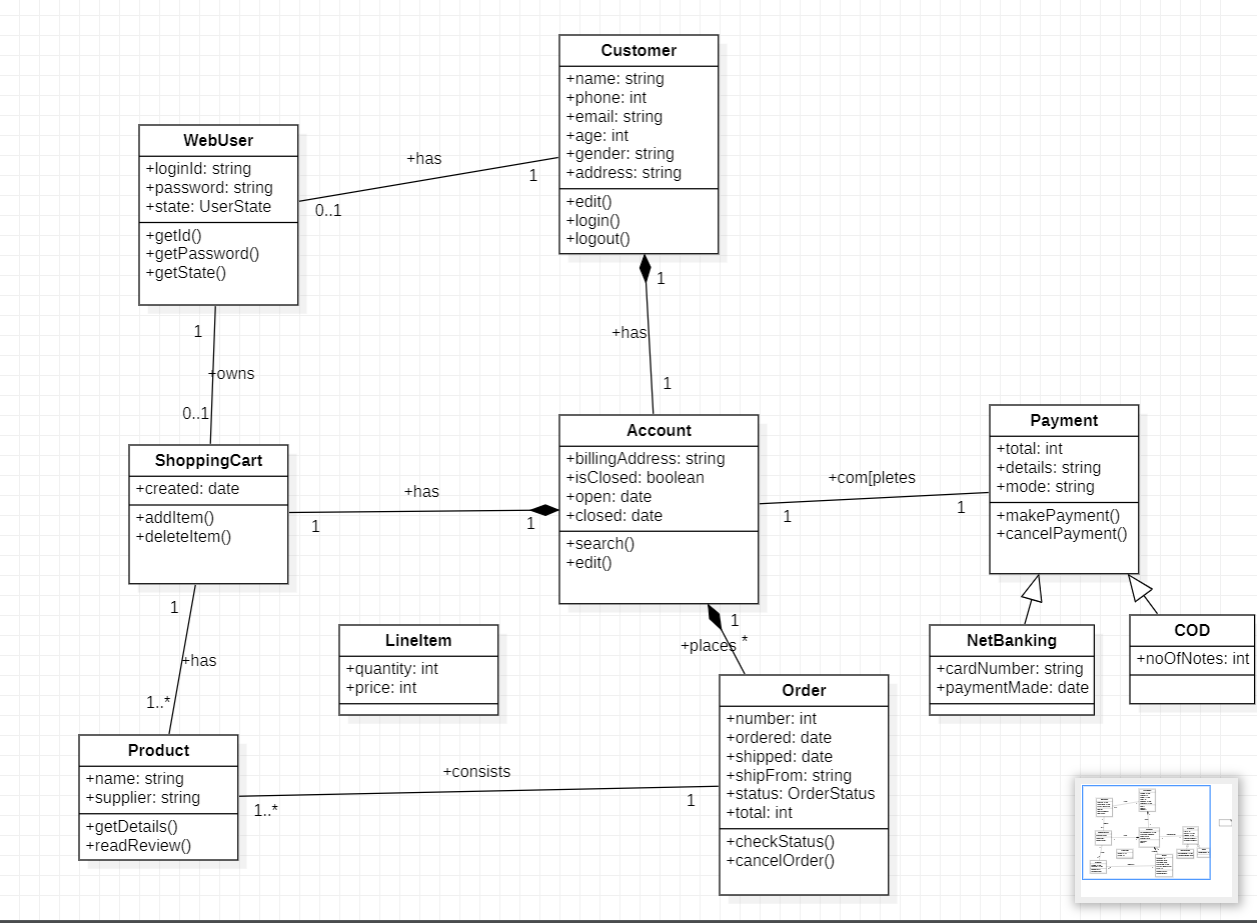 Customer
+name: string
+phone: int
+email: string
+age: int
+gender: string
+address: string
+edit()
+login()
+logout()
WebUser
+loginId: string
+password: string
+state: UserState
+getId()
+getPassword()
+getState()
+has
0..1
1
1
+has
1
1
+owns
0..1
ShoppingCart
+created: date
+addItem()
+deleteItem()
+has
1
1
Account
+billingAddress: string
+isClosed: boolean
+open: date
+closed: date
+search()
+edit()
+com[pletes
1
1
Payment
+total: int
+details: string
+mode: string
+makePayment()
+cancelPayment()
NetBanking
+cardNumber: string
+paymentMade: date
COD
+noOfNotes: int
1
+places
*
1
+has
1..*
LineItem
+quantity: int
+price: int
Order
+number: int
+ordered: date
+shipped: date
+shipFrom: string
+status: OrderStatus
+total: int
+checkStatus()
+cancelOrder()
Product
+name: string
+supplier: string
+getDetails()
+readReview()
+consists
1..*
1